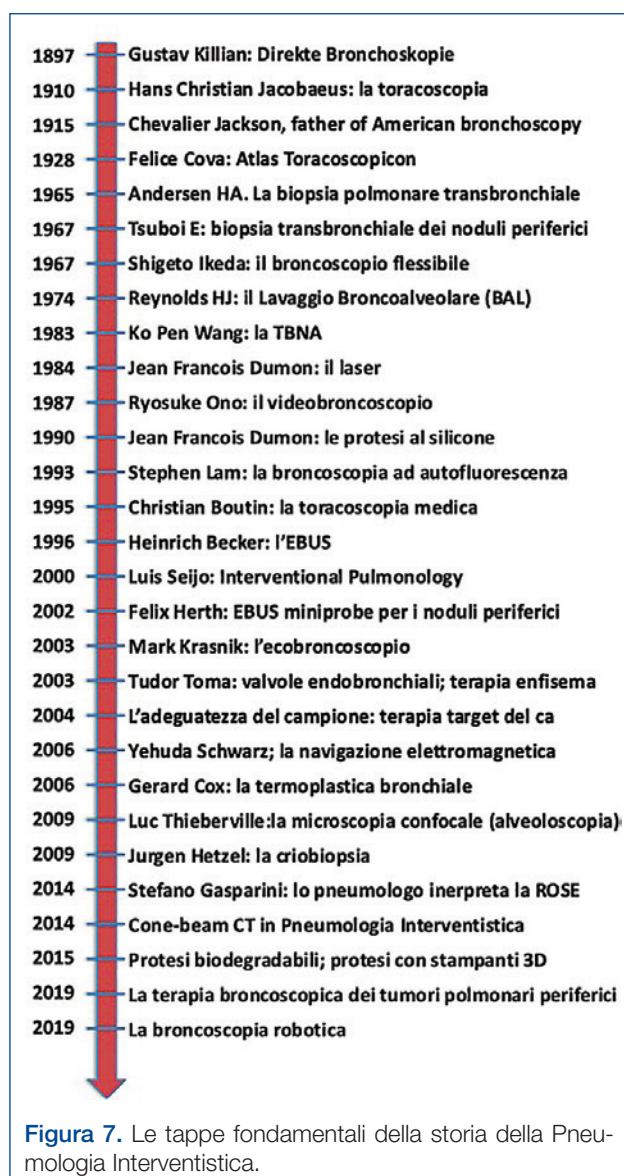 1897 Gustav Killian: Direkte Bronchoskopie
1910 Hans Christian Jacobaeus: la toracoscopia
1915 Chevalier Jackson, father of American bronchoscopy
1928 Felice Cova: Atlas Toracoscopicon
1965 Andersen HA. La biopsia polmonare transbronchiale
1967 Tsuboi E: biopsia transbronchiale dei noduli periferici
1967 Shigeto Ikeda: il broncoscopio flessibile
1974 Reynolds HJ: il Lavaggio Broncoalveolare (BAL)
1983 Ko Pen Wang: la TBNA
1984 Jean Francois Dumon: il laser
1987 Ryosuke Ono: il videobroncoscopio
1990 Jean Francois Dumon: le protesi al silicone
1993 Stephen Lam: la broncoscopia ad autofluorescenza
1995 Christian Boutin: la toracoscopia medica
1996 Heinrich Becker: l'EBUS
2000 Luis Seijo: Interventional Pulmonology
2002 Felix Herth: EBUS miniprobe per i noduli periferici
2003 Mark Krasnik: l'ecobroncoscopio
2003 Tudor Toma: valvole endobronchiali; terapia enfisema
2004 L'adeguatezza del campione: terapia target del ca
2006 Yehuda Schwarz; la navigazione elettromagnetica
2006 Gerard Cox: la termoplastica bronchiale
2009 Luc Thieberville:la microscopia confocale (alveoloscopia)
2009 Jurgen Hetzel: la criobiopsia
2014 Stefano Gasparini: lo pneumologo inerpreta la ROSE
2014 Cone-beam CT in Pneumologia Interventistica
2015 Protesi biodegradabili; protesi con stampanti 3D
2019 La terapia broncoscopica dei tumori polmonari periferici
2019 La broncoscopia robotica
Figura 7. Le tappe fondamentali della storia della Pneu-
mologia Interventistica.